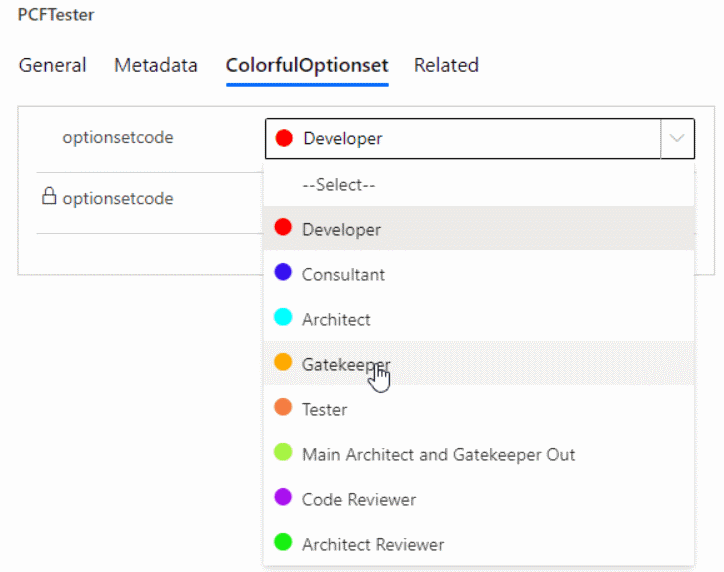 PCFTester
General Metadata ColorfulOptionset Related
optionsetcode Developer
--Select--
optionsetcode
Developer
Consultant
Architect
Gatekeeper
Tester
Main Architect and Gatekeeper Out
Code Reviewer
Architect Reviewer